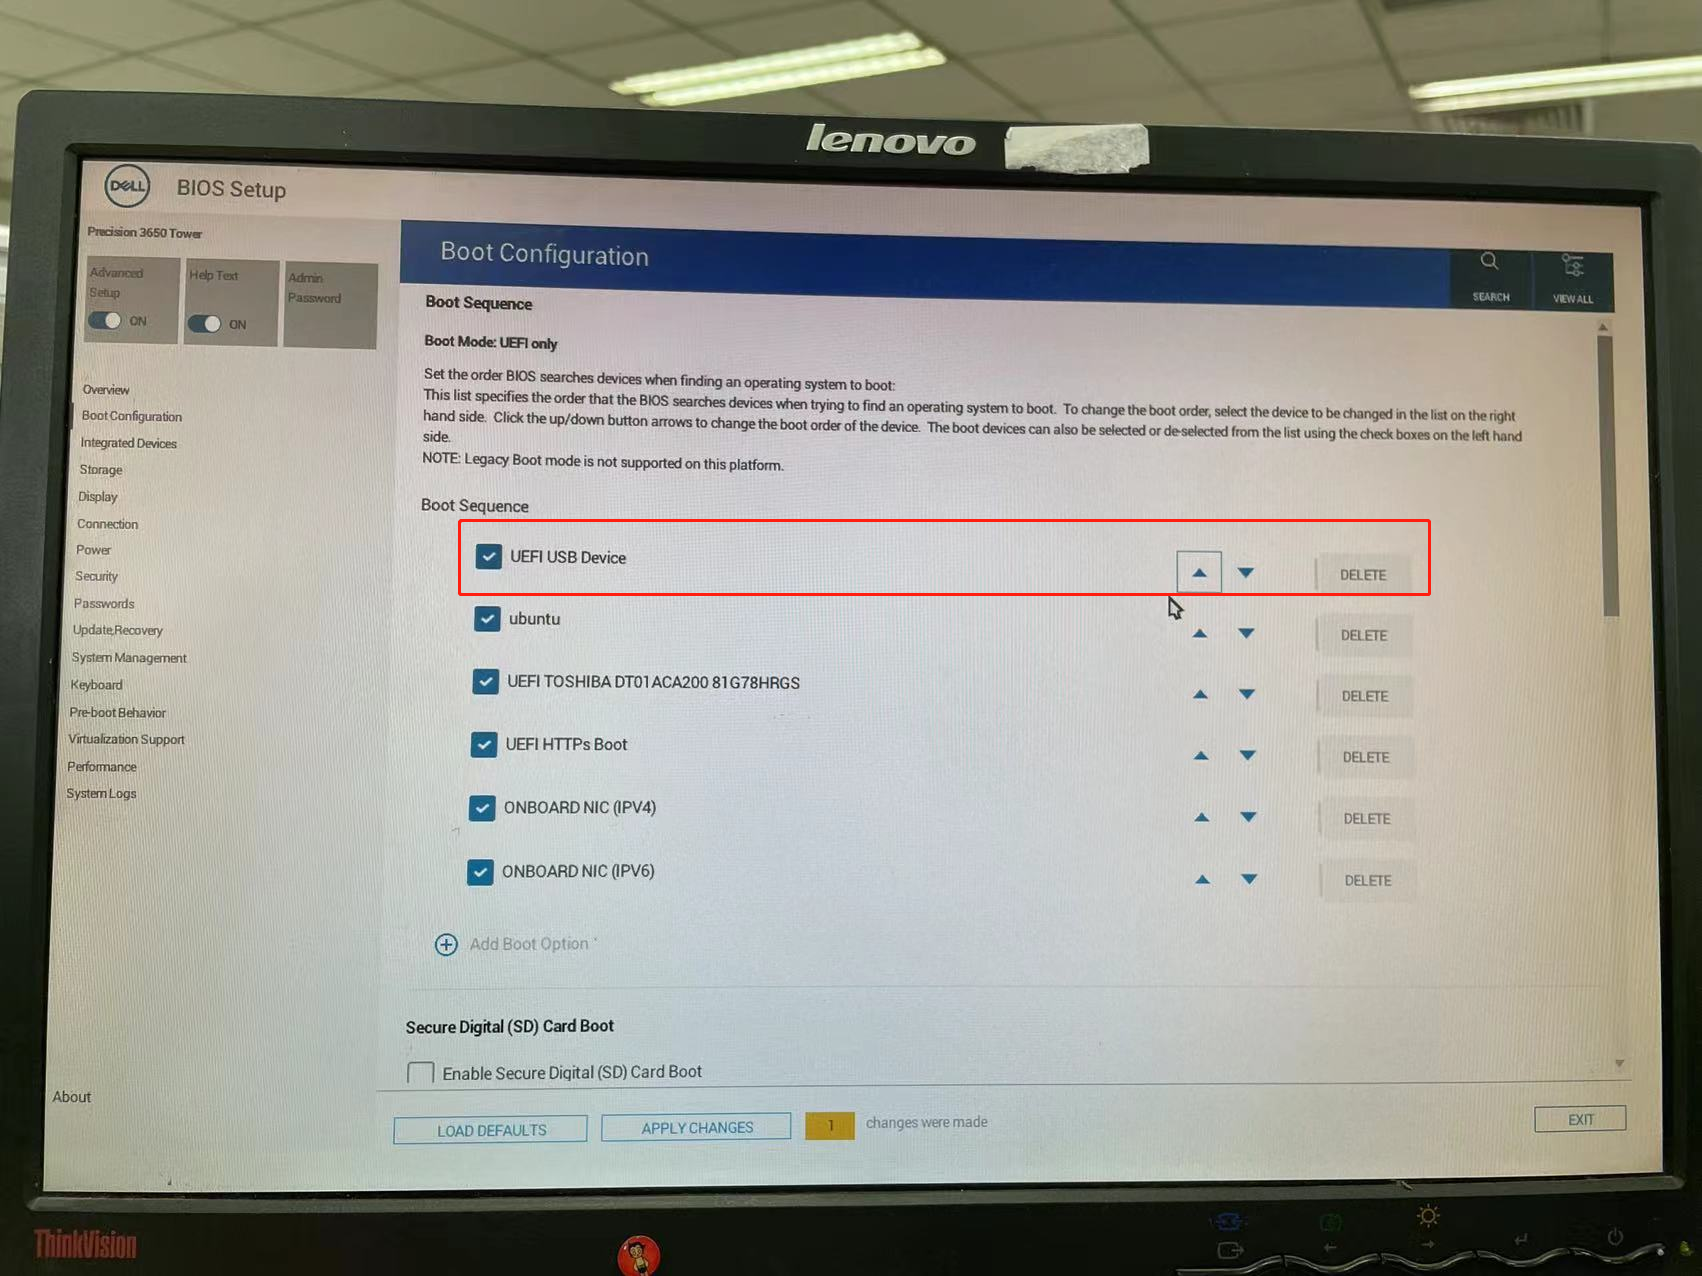 lenovo
DELL
BIOS Setup
Precision 3650 Tower
Advanced
Setup
ON
Help Text
ON
Admin
Password
Overview
Boot Configuration
Integrated Devices
Storage
Display
Connection
Power
Security
Passwords
Update,Recovery
System Management
Keyboard
Pre-boot Behavior
Virtualization Support
Performance
System Logs
About
Boot Configuration
SEARCH
VIEW ALL
Boot Sequence
Boot Mode: UEFI only
Set the order BIOS searches devices when finding an operating system to boot:
This list specifies the order that the BIOS searches devices when trying to find an operating system to boot. To change the boot order, select the device to be changed in the list on the right
hand side. Click the up/down button arrows to change the boot order of the device. The boot devices can also be selected or de-selected from the list using the check boxes on the left hand
side.
NOTE: Legacy Boot mode is not supported on this platform.
Boot Sequence
UEFI USB Device
DELETE
ubuntu
DELETE
UEFI TOSHIBA DT01ACA200 81G78HRGS
DELETE
UEFI HTTPs Boot
DELETE
ONBOARD NIC (IPV4)
DELETE
ONBOARD NIC (IPV6)
DELETE
Add Boot Option *
Secure Digital (SD) Card Boot
Enable Secure Digital (SD) Card Boot
LOAD DEFAULTS
APPLY CHANGES
1
changes were made
EXIT
ThinkVision